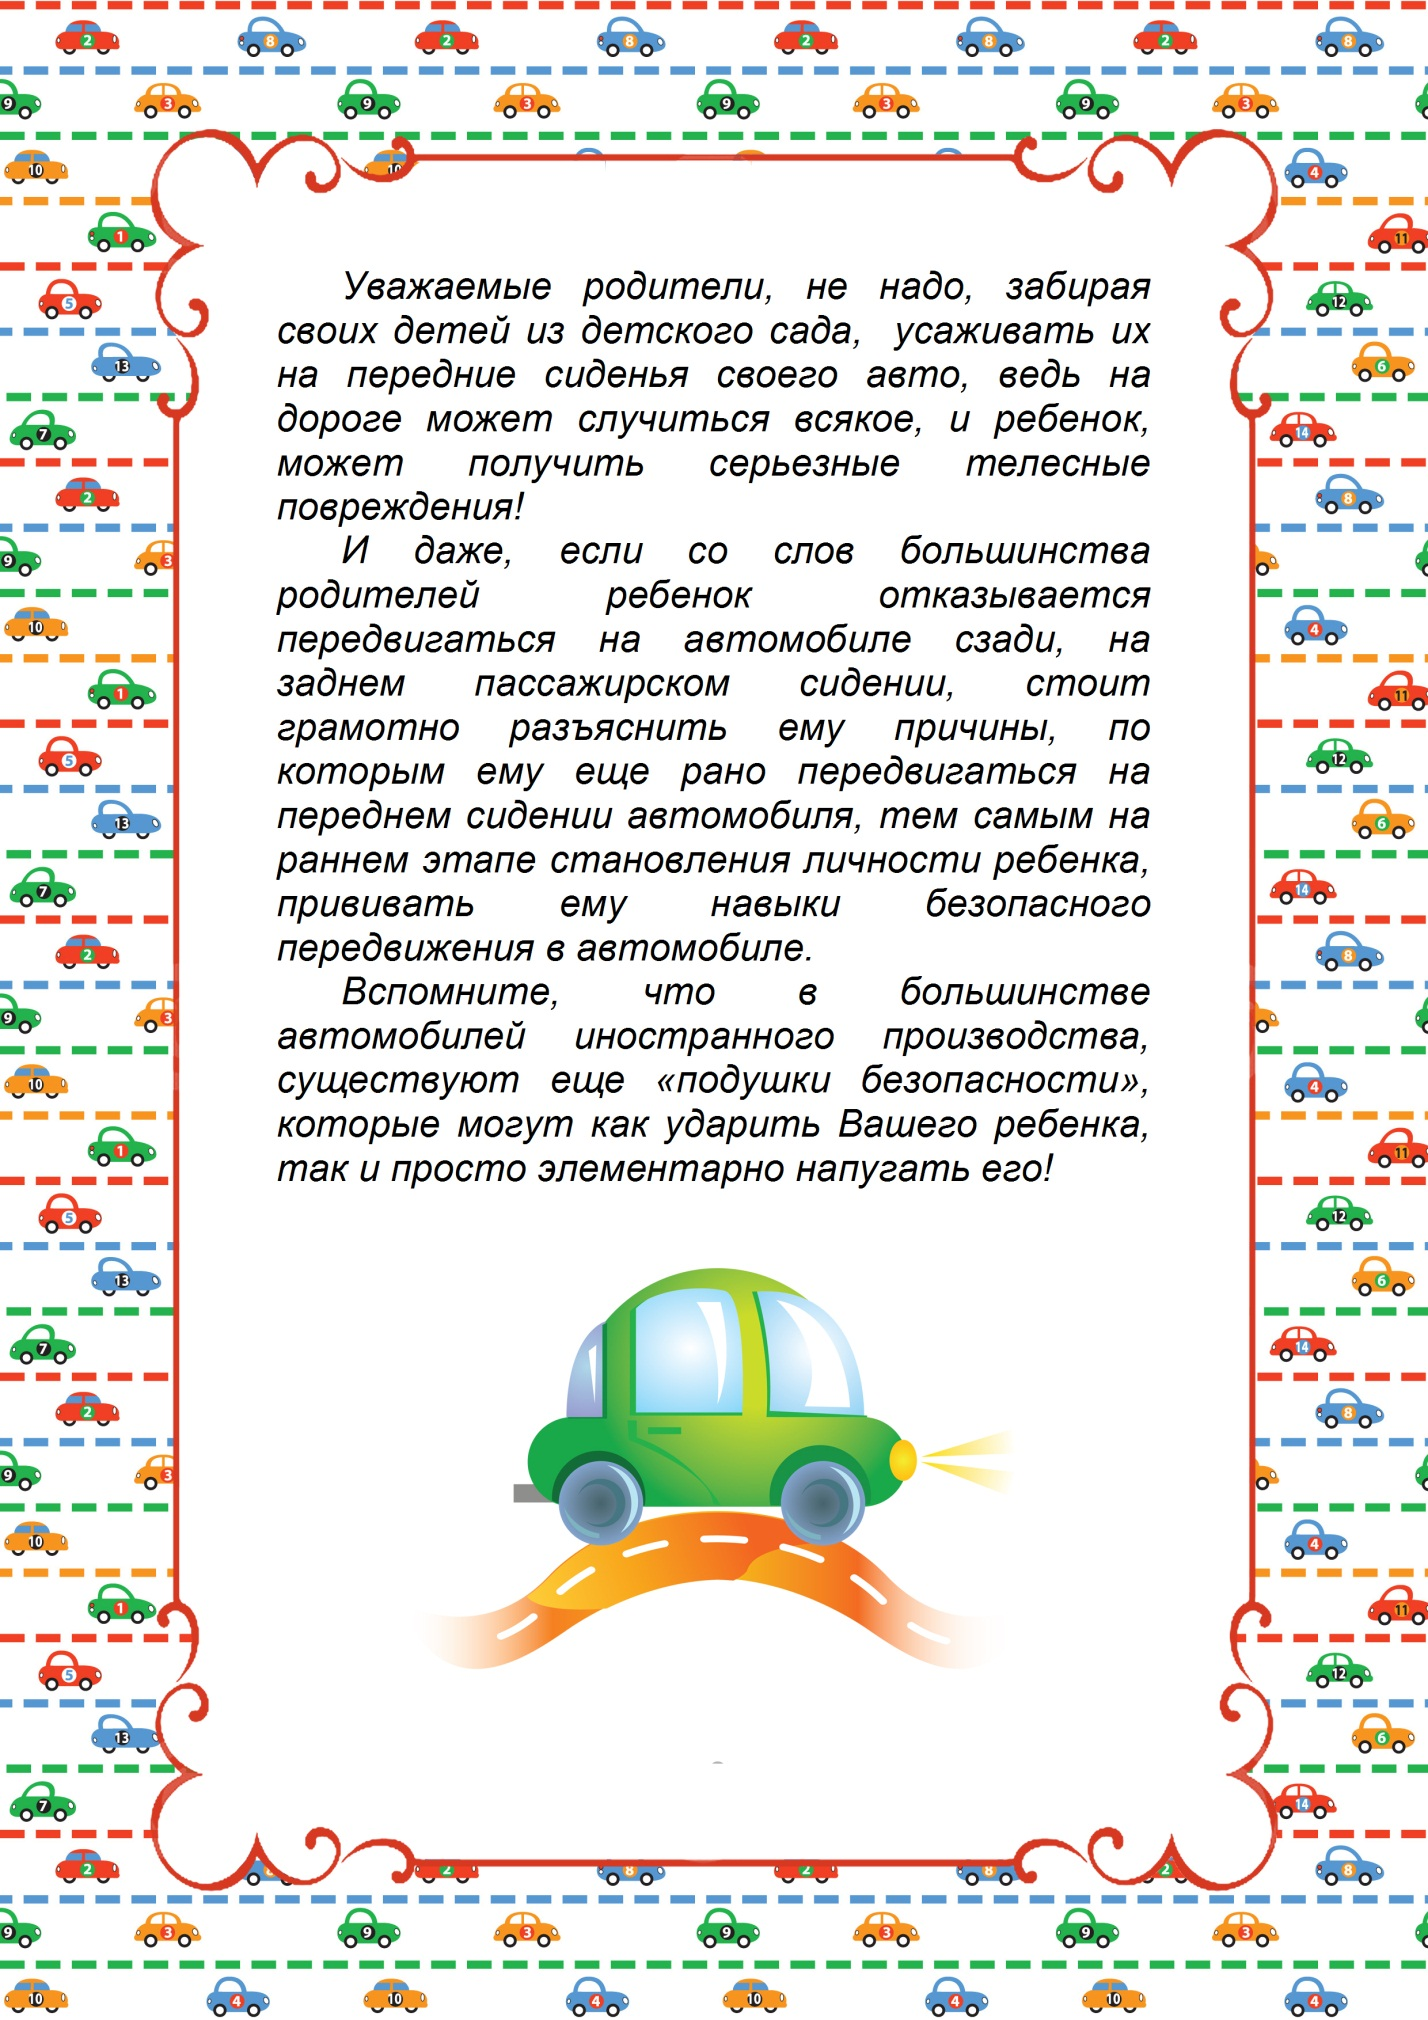 Уважаемые родители, не надо, забирая
своих детей из детского сада, усаживать их
на передние сиденья своего авто, ведь на
дороге может случиться всякое, и ребенок,
может получить серьезные телесные
повреждения!
И даже, если со слов большинства
родителей ребенок отказывается
передвигаться на автомобиле сзади, на
заднем пассажирском сидении, стоит
грамотно разъяснить ему причины, по
которым ему еще рано передвигаться на
переднем сидении автомобиля, тем самым на
раннем этапе становления личности ребенка,
прививать ему навыки безопасного
передвижения в автомобиле.
Вспомните, что в большинстве
автомобилей иностранного производства,
существуют еще «подушки безопасности»,
которые могут как ударить Вашего ребенка,
так и просто элементарно напугать его!